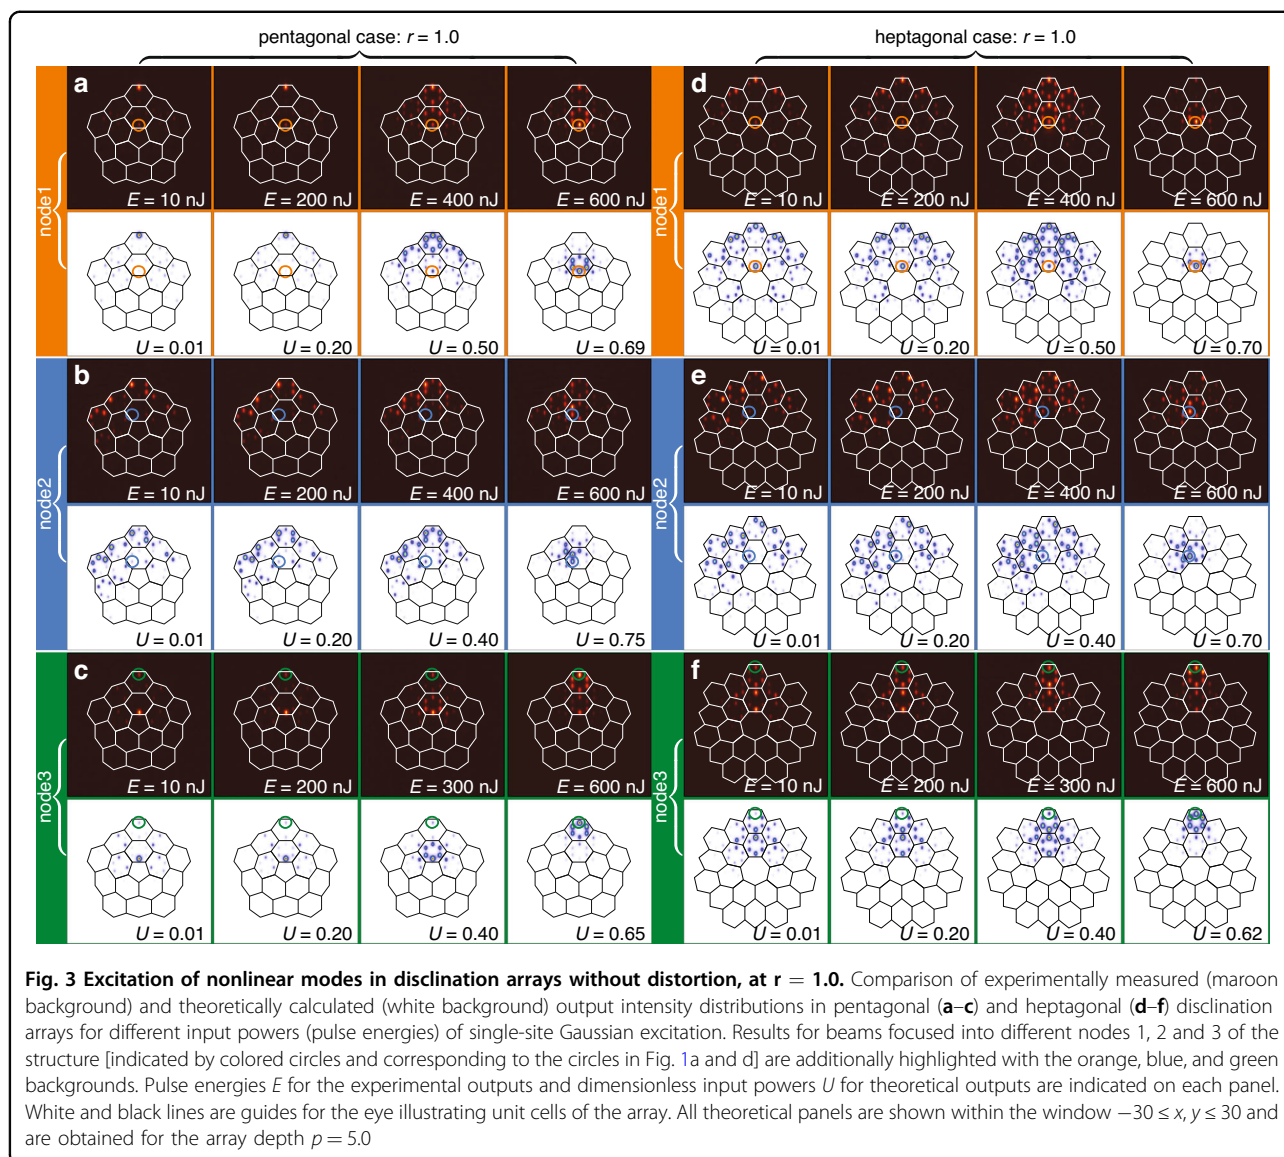 pentagonal case: r = 1.0
heptagonal case: r = 1.0
node1
a
E = 10 nJ
E = 200 nJ
E = 400 nJ
E = 600 nJ
U = 0.01
U = 0.20
U = 0.50
U = 0.69
node1
d
E = 10 nJ
E = 200 nJ
E = 400 nJ
E = 600 nJ
U = 0.01
U = 0.20
U = 0.50
U = 0.70
node2
b
E = 10 nJ
E = 200 nJ
E = 400 nJ
E = 600 nJ
U = 0.01
U = 0.20
U = 0.40
U = 0.75
node2
e
E = 10 nJ
E = 200 nJ
E = 400 nJ
E = 600 nJ
U = 0.01
U = 0.20
U = 0.40
U = 0.70
node3
c
E = 10 nJ
E = 200 nJ
E = 300 nJ
E = 600 nJ
U = 0.01
U = 0.20
U = 0.40
U = 0.65
node3
f
E = 10 nJ
E = 200 nJ
E = 300 nJ
E = 600 nJ
U = 0.01
U = 0.20
U = 0.40
U = 0.62
Fig. 3 Excitation of nonlinear modes in disclination arrays without distortion, at r = 1.0. Comparison of experimentally measured (maroon
background) and theoretically calculated (white background) output intensity distributions in pentagonal (a–c) and heptagonal (d–f) disclination
arrays for different input powers (pulse energies) of single-site Gaussian excitation. Results for beams focused into different nodes 1, 2 and 3 of the
structure [indicated by colored circles and corresponding to the circles in Fig. 1a and d] are additionally highlighted with the orange, blue, and green
backgrounds. Pulse energies E for the experimental outputs and dimensionless input powers U for theoretical outputs are indicated on each panel.
White and black lines are guides for the eye illustrating unit cells of the array. All theoretical panels are shown within the window −30 ≤ x, y ≤ 30 and
are obtained for the array depth p = 5.0